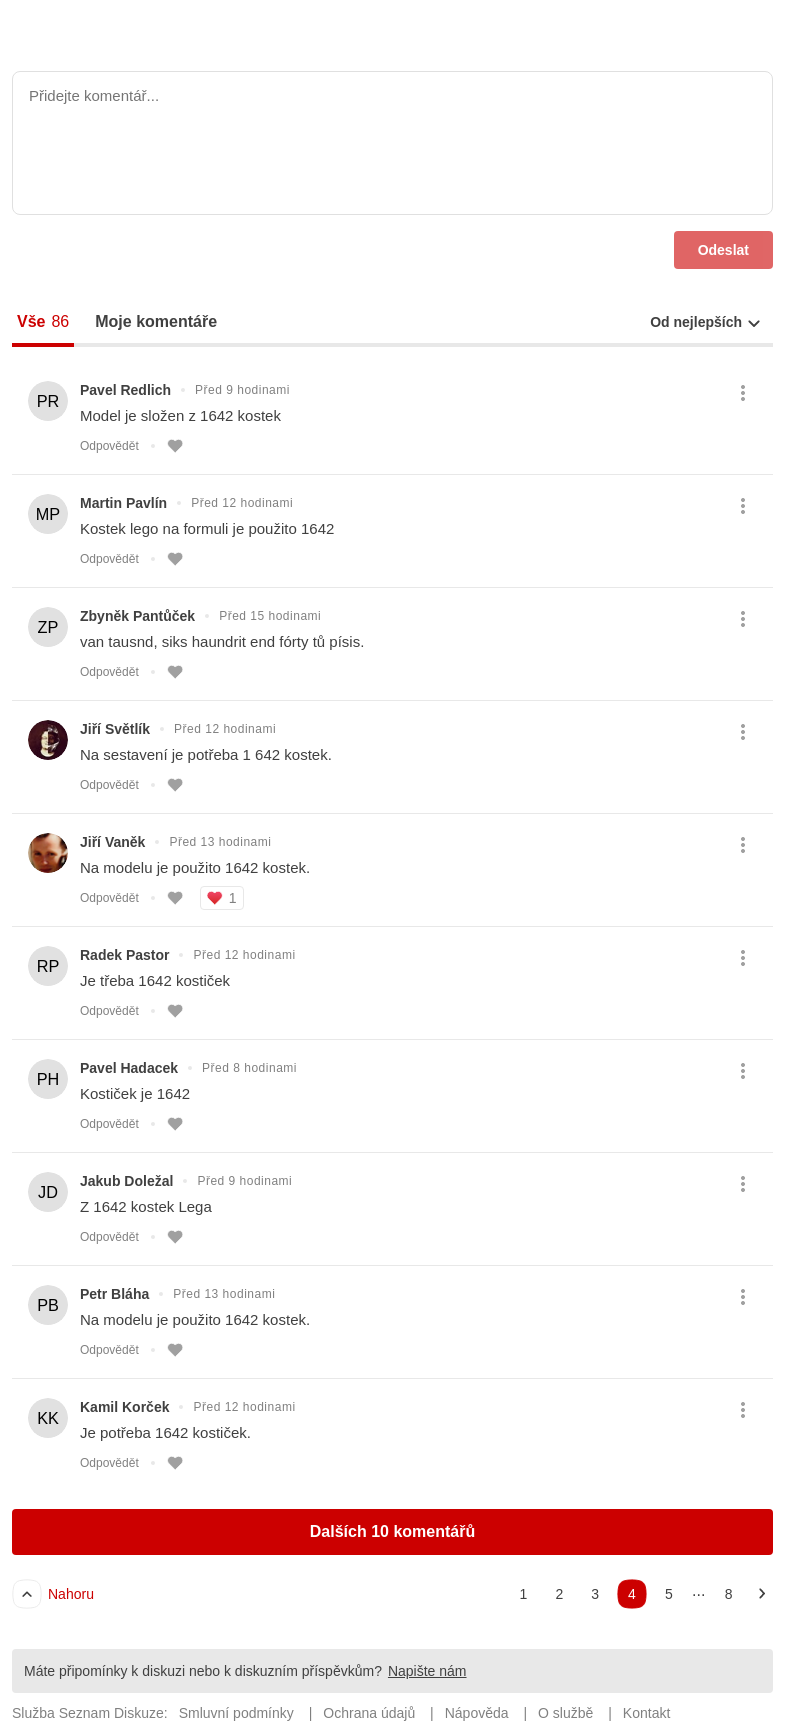 Přidejte komentář...
Odeslat
Vše 86 Moje komentáře Od nejlepších
PR Pavel Redlich Před 9 hodinami
Model je složen z 1642 kostek
Odpovědět
MP Martin Pavlín Před 12 hodinami
Kostek lego na formuli je použito 1642
Odpovědět
ZP Zbyněk Pantůček Před 15 hodinami
van tausnd, siks haundrit end fórty tů písis.
Odpovědět
Jiří Světlík Před 12 hodinami
Na sestavení je potřeba 1 642 kostek.
Odpovědět
Jiří Vaněk Před 13 hodinami
Na modelu je použito 1642 kostek.
Odpovědět 1
RP Radek Pastor Před 12 hodinami
Je třeba 1642 kostiček
Odpovědět
PH Pavel Hadacek Před 8 hodinami
Kostiček je 1642
Odpovědět
JD Jakub Doležal Před 9 hodinami
Z 1642 kostek Lega
Odpovědět
PB Petr Bláha Před 13 hodinami
Na modelu je použito 1642 kostek.
Odpovědět
KK Kamil Korček Před 12 hodinami
Je potřeba 1642 kostiček.
Odpovědět
Dalších 10 komentářů
Nahoru 1 2 3 4 5 ... 8
Máte připomínky k diskuzi nebo k diskuzním příspěvkům? Napište nám
Služba Seznam Diskuze: Smluvní podmínky | Ochrana údajů | Nápověda | O službě | Kontakt